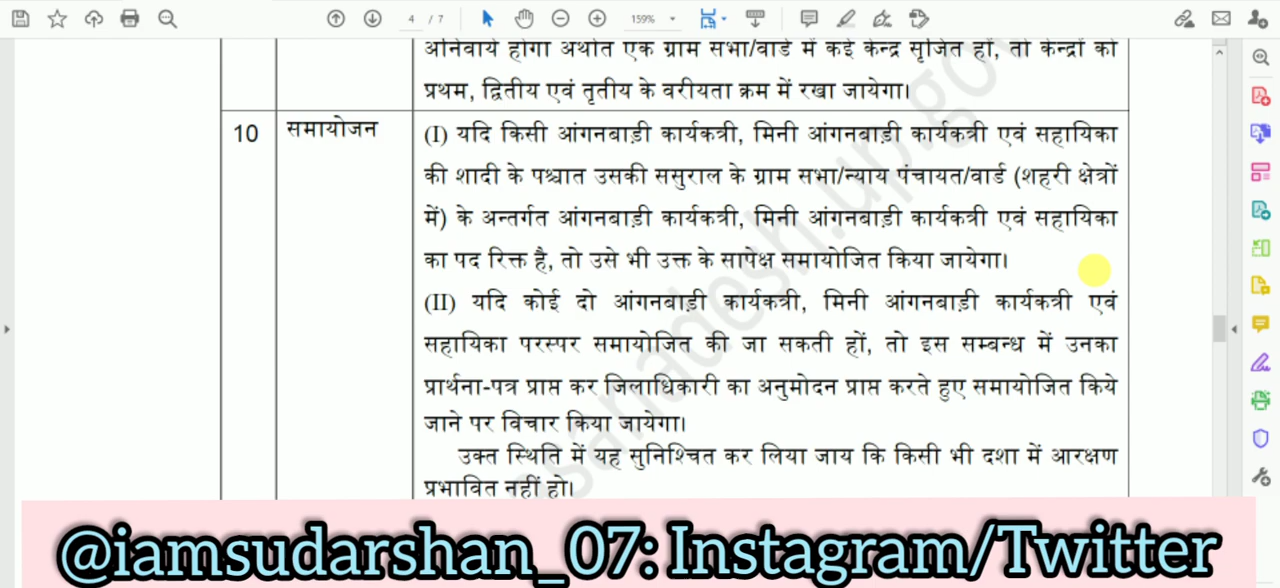 4 / 7
159%
अनिवार्य होगा अर्थात एक ग्राम सभा/वार्ड में कई केन्द्र सृजित हों, तो केन्द्रों को
प्रथम, द्वितीय एवं तृतीय के वरीयता क्रम में रखा जायेगा।
10 समायोजन (I) यदि किसी आंगनबाड़ी कार्यकत्री, मिनी आंगनबाड़ी कार्यकत्री एवं सहायिका
की शादी के पश्चात उसकी ससुराल के ग्राम सभा/न्याय पंचायत/वार्ड (शहरी क्षेत्रों
में) के अन्तर्गत आंगनबाड़ी कार्यकत्री, मिनी आंगनबाड़ी कार्यकत्री एवं सहायिका
का पद रिक्त है, तो उसे भी उक्त के सापेक्ष समायोजित किया जायेगा।
(II) यदि कोई दो आंगनबाड़ी कार्यकत्री, मिनी आंगनबाड़ी कार्यकत्री एवं
सहायिका परस्पर समायोजित की जा सकती हों, तो इस सम्बन्ध में उनका
प्रार्थना-पत्र प्राप्त कर जिलाधिकारी का अनुमोदन प्राप्त करते हुए समायोजित किये
जाने पर विचार किया जायेगा।
उक्त स्थिति में यह सुनिश्चित कर लिया जाय कि किसी भी दशा में आरक्षण
प्रभावित नहीं हो।
@iamsudarshan_07: Instagram/Twitter